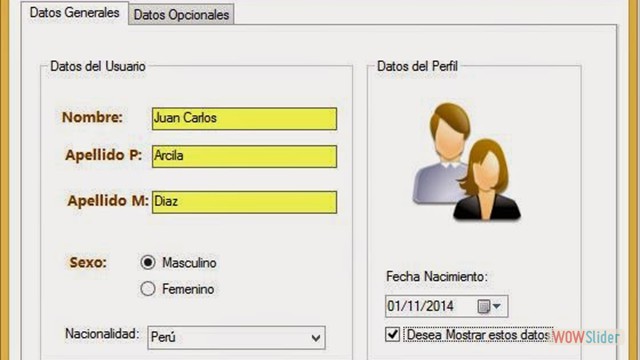 Datos Generales
Datos Opcionales
Datos del Usuario
Nombre: Juan Carlos
Apellido P: Arcila
Apellido M: Diaz
Sexo: Masculino
Femenino
Nacionalidad: Perú
Datos del Perfil
Fecha Nacimiento:
01/11/2014
Desea Mostrar estos datos
WOWSlider